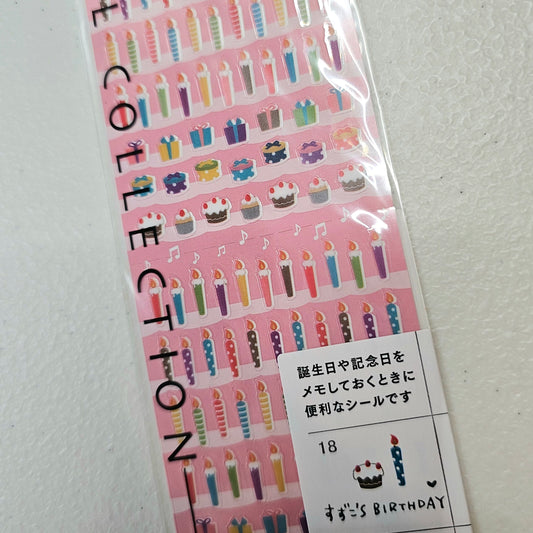 COLLECTION
誕生日や記念日を
メモしておくときに
便利なシールです
18
すずこ'S BIRTHDAY